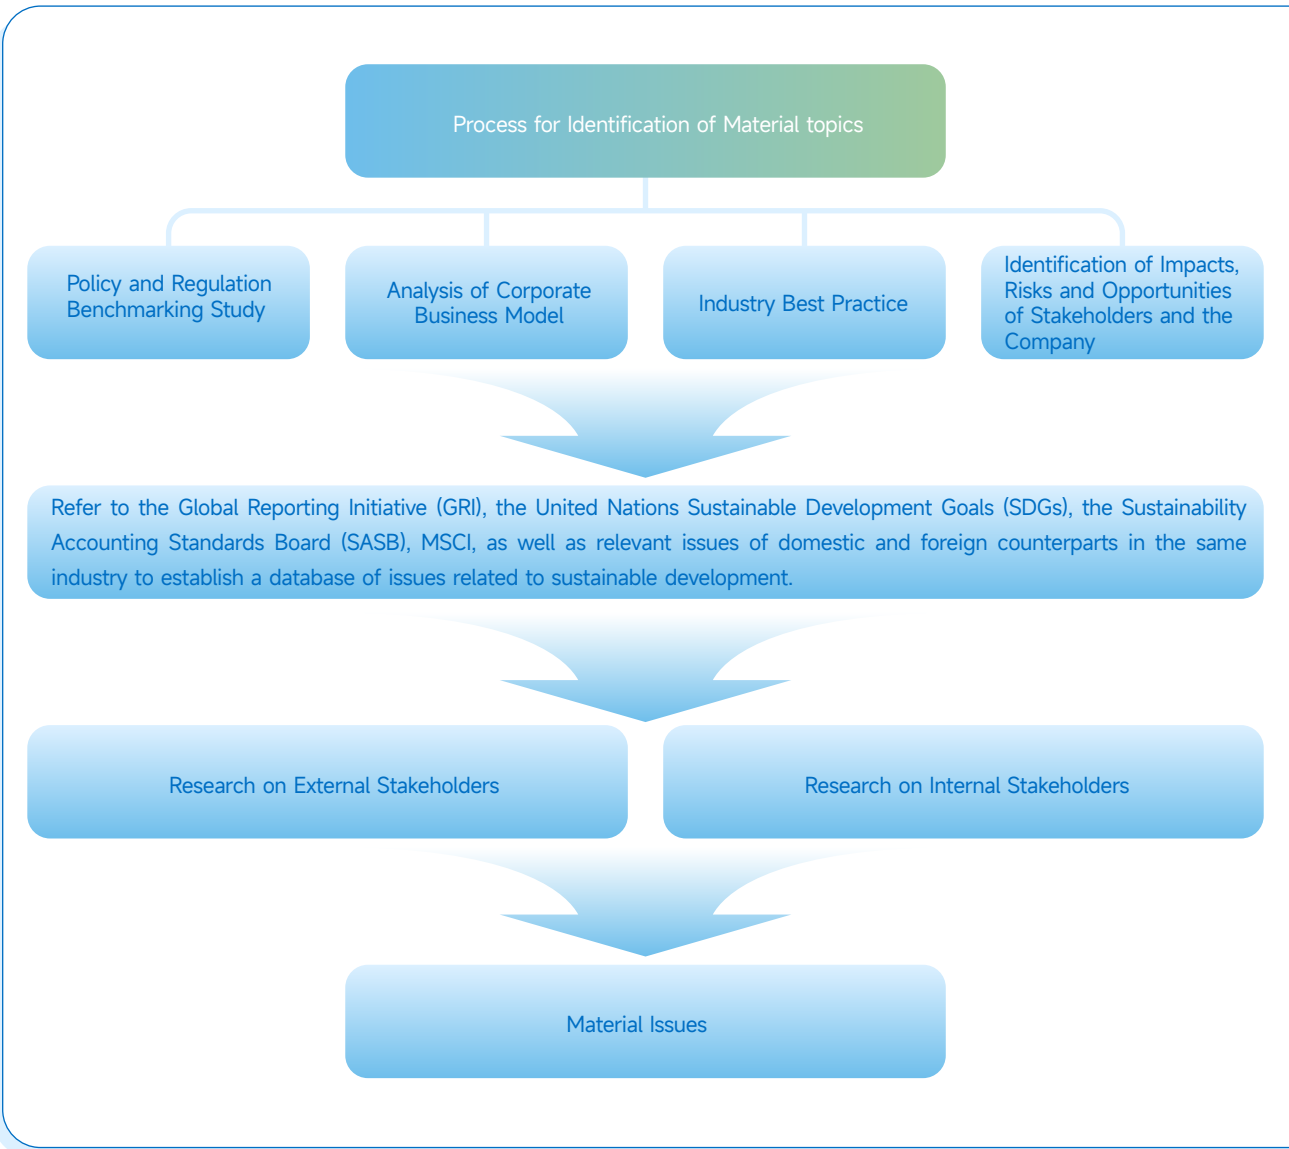 Process for Identification of Material topics
Policy and Regulation
Benchmarking Study
Analysis of Corporate
Business Model
Industry Best Practice
Identification of Impacts,
Risks and Opportunities
of Stakeholders and the
Company
Refer to the Global Reporting Initiative (GRI), the United Nations Sustainable Development Goals (SDGs), the Sustainability
Accounting Standards Board (SASB), MSCI, as well as relevant issues of domestic and foreign counterparts in the same
industry to establish a database of issues related to sustainable development.
Research on External Stakeholders
Research on Internal Stakeholders
Material Issues